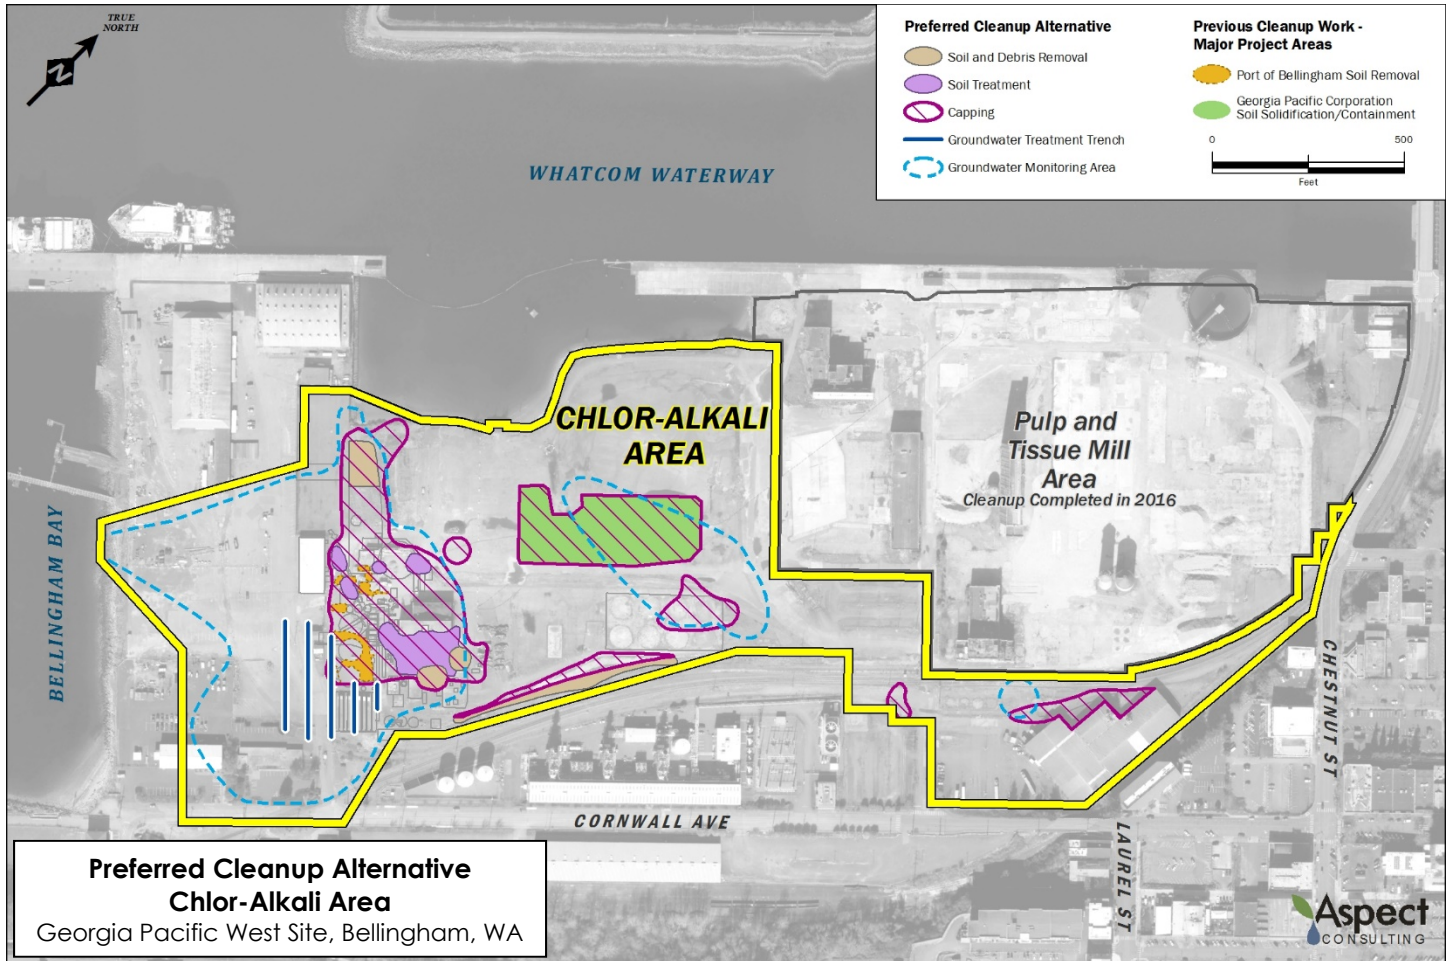 TRUE
NORTH
N
Preferred Cleanup Alternative
Soil and Debris Removal
Soil Treatment
Capping
Groundwater Treatment Trench
Groundwater Monitoring Area
Previous Cleanup Work -
Major Project Areas
Port of Bellingham Soil Removal
Georgia Pacific Corporation
Soil Solidification/Containment
0 500
Feet
WHATCOM WATERWAY
CHLOR-ALKALI
AREA
Pulp and
Tissue Mill
Area
Cleanup Completed in 2016
BELLINGHAM BAY
CHESTNUT ST
CORNWALL AVE
LAUREL ST
Preferred Cleanup Alternative
Chlor-Alkali Area
Georgia Pacific West Site, Bellingham, WA
Aspect
CONSULTING